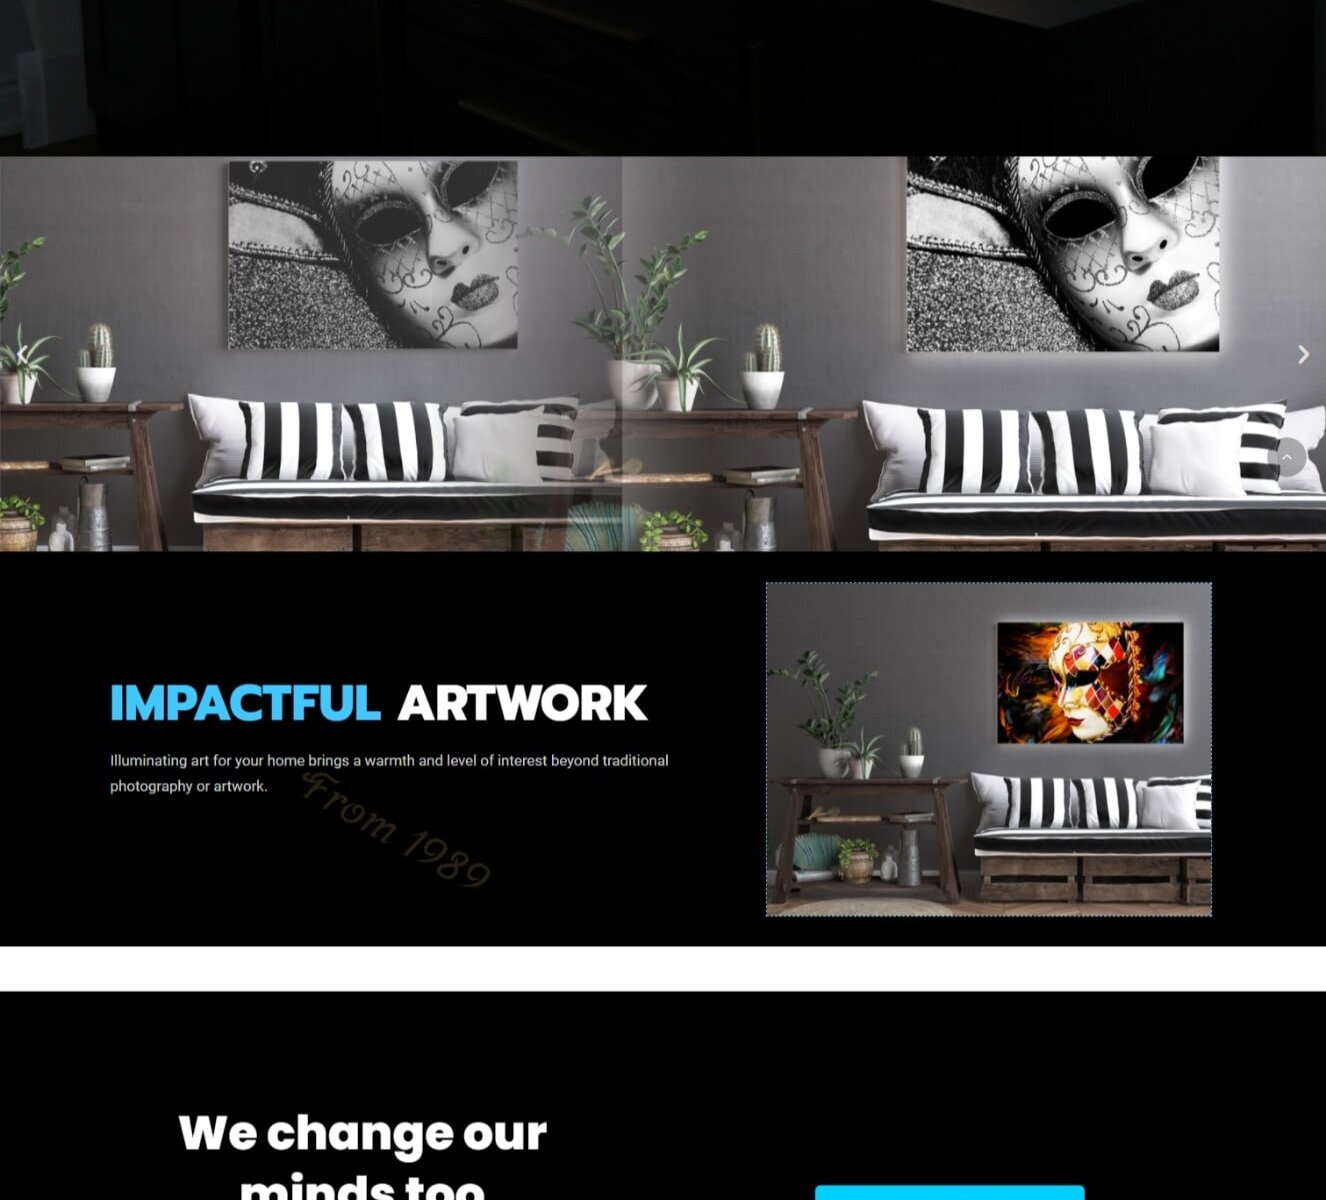 IMPACTFUL ARTWORK
Illuminating art for your home brings a warmth and level of interest beyond traditional
photography or artwork.
From 1989
We change our
minds too